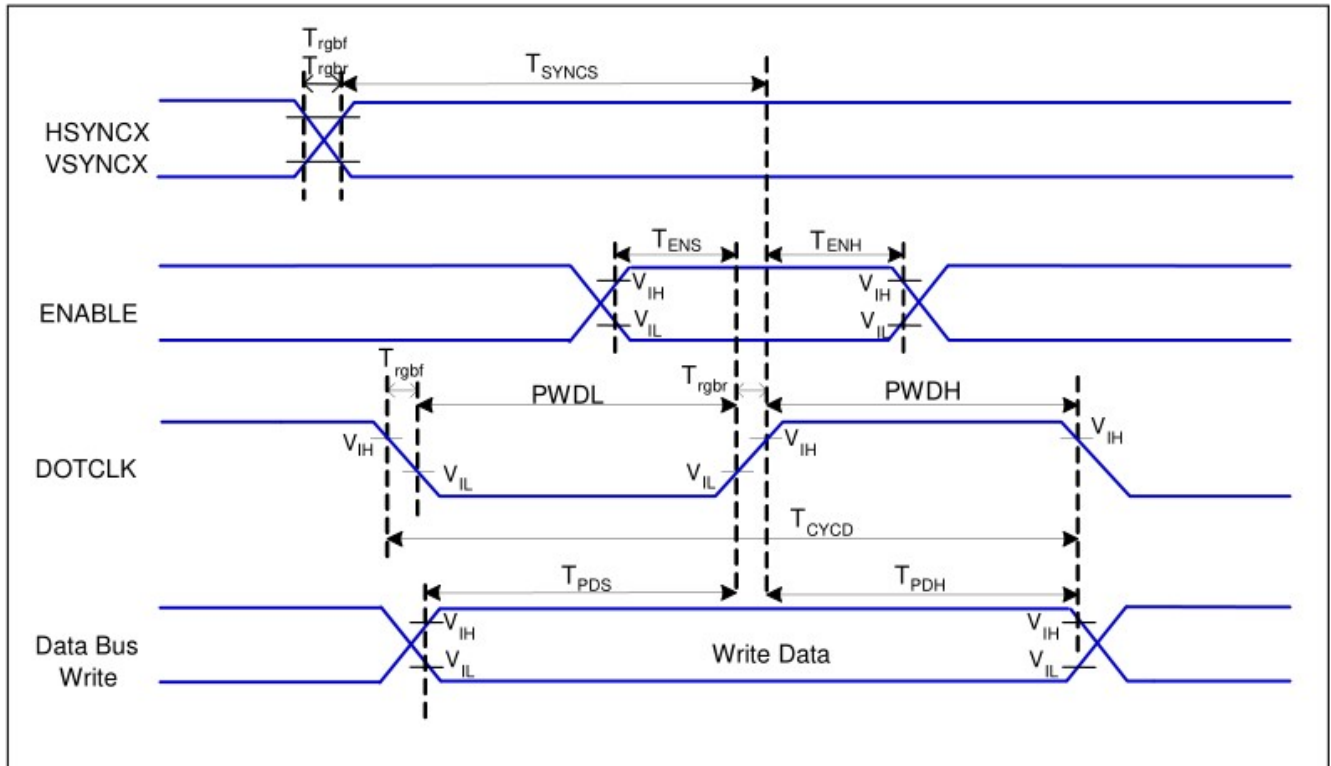 Trgbf
Trgbr
TSYNCS
HSYNCX
VSYNCX
TENS
TENH
VIH
VIH
ENABLE
VIL
VIL
Trgbf
Trgbr
PWDL
PWDH
VIH
VIH
VIH
DOTCLK
VIL
VIL
TCYCD
TPDS
TPDH
VIH
VIH
Data Bus
Write
Write Data
VIL
VIL